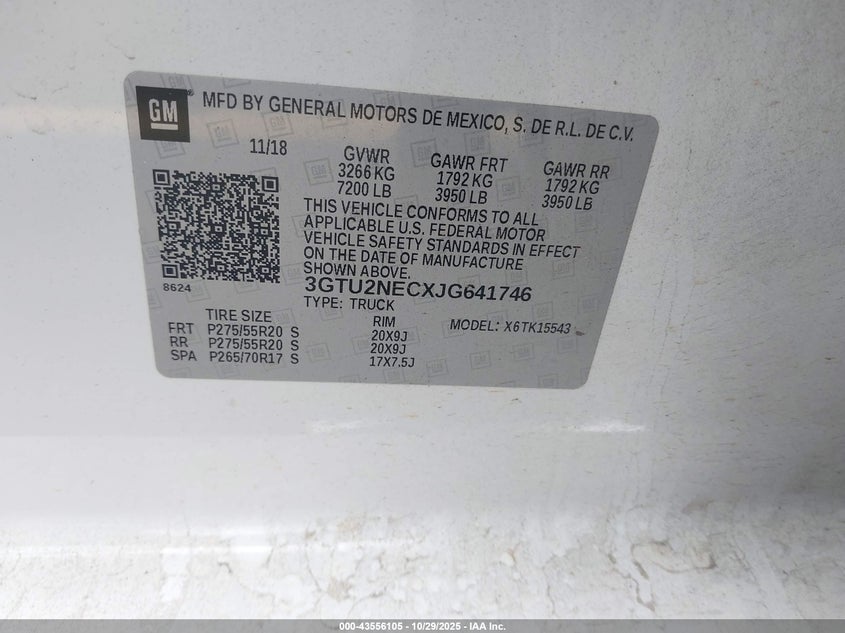 GM
MFD BY GENERAL MOTORS DE MEXICO, S. DE R.L. DE C.V.
11/18 GVWR GAWR FRT GAWR RR
3266 KG 1792 KG 1792 KG
7200 LB 3950 LB 3950 LB
THIS VEHICLE CONFORMS TO ALL
APPLICABLE U.S. FEDERAL MOTOR
VEHICLE SAFETY STANDARDS IN EFFECT
ON THE DATE OF MANUFACTURE
SHOWN ABOVE.
8624
3GTU2NECXJG641746
TYPE: TRUCK
TIRE SIZE RIM MODEL: X6TK15543
FRT P275/55R20 S 20X9J
RR P275/55R20 S 20X9J
SPA P265/70R17 S 17X7.5J
000-43556105 - 10/29/2025 - IAA Inc.